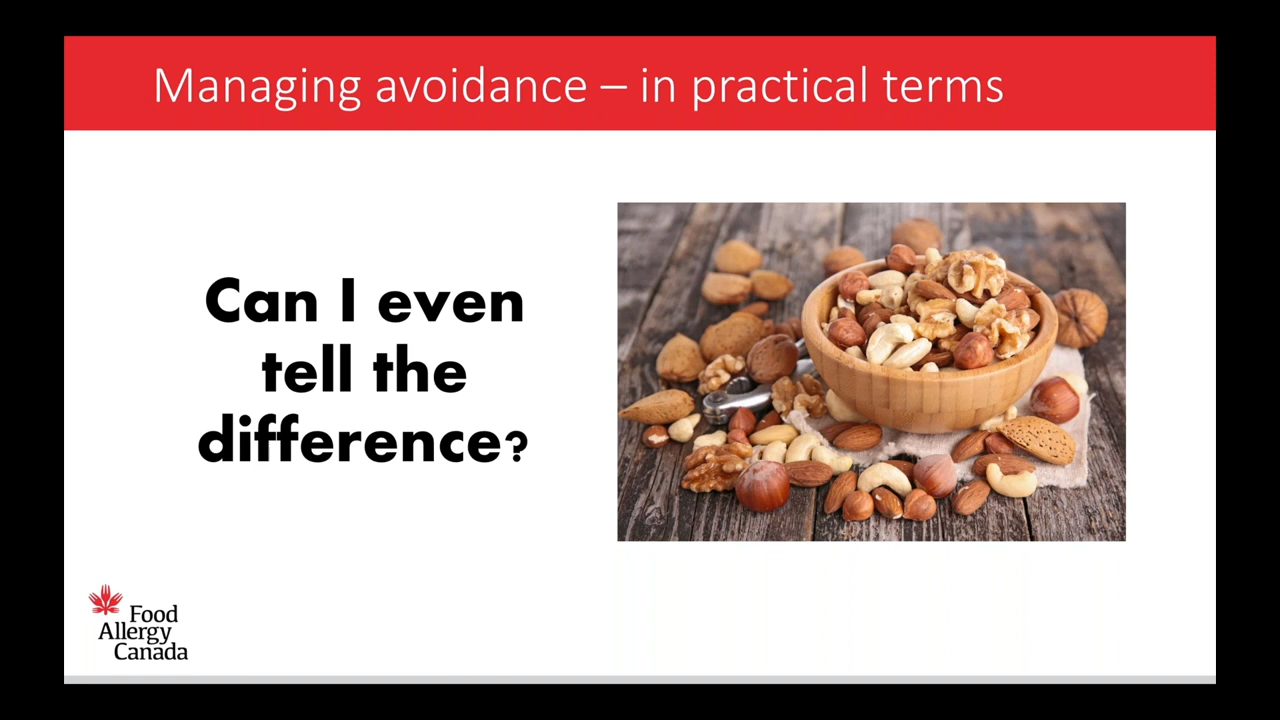 Managing avoidance – in practical terms
Can I even
tell the
difference?
Food
Allergy
Canada